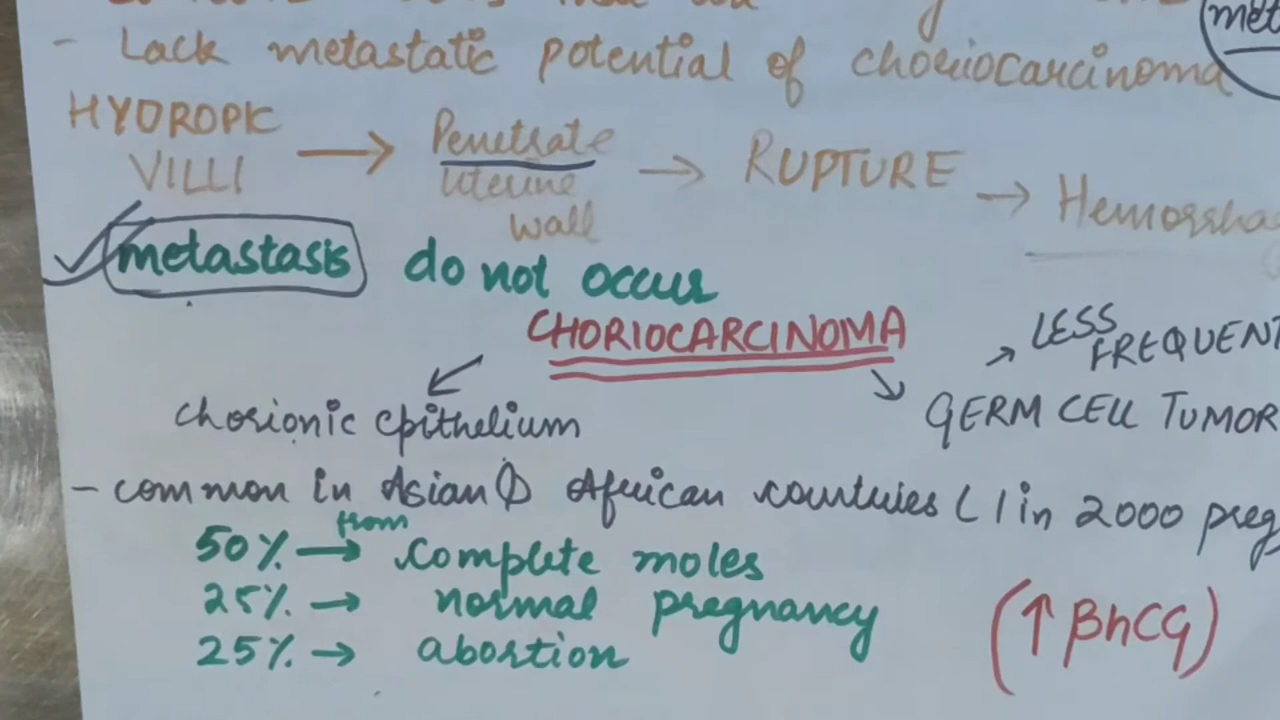 - Lack metastatic potential of choriocarcinoma
HYDROPIC VILLI → Penetrate uterine wall → RUPTURE → Hemorrha
metastasis do not occur
CHORIOCARCINOMA
LESS FREQUENT
Chorionic epithelium
GERM CELL TUMOR
- common in Asian & African countries (1 in 2000 preg
50% → from complete moles
25% → normal pregnancy
25% → abortion
(↑ βhCG)